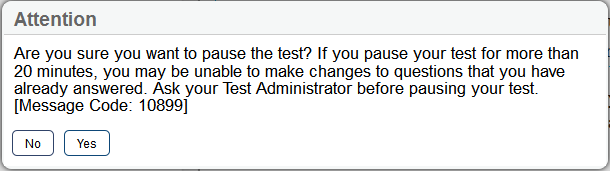 Attention
Are you sure you want to pause the test? If you pause your test for more than
20 minutes, you may be unable to make changes to questions that you have
already answered. Ask your Test Administrator before pausing your test.
[Message Code: 10899]
No Yes